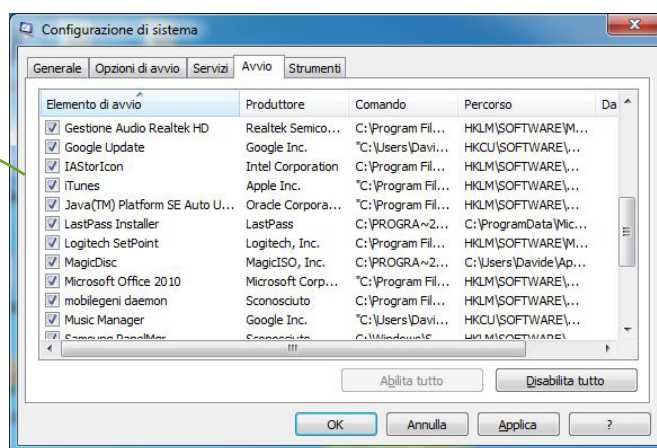 Configurazione di sistema
Generale Opzioni di avvio Servizi Avvio Strumenti
Elemento di avvio Produttore Comando Percorso Da
Gestione Audio Realtek HD Realtek Semico... C:\Program Fil... HKLM\SOFTWARE\M...
Google Update Google Inc. "C:\Users\Davi... HKCU\SOFTWARE\...
IAStorIcon Intel Corporation C:\Program Fil... HKLM\SOFTWARE\...
iTunes Apple Inc. "C:\Program Fil... HKLM\SOFTWARE\...
Java(TM) Platform SE Auto U... Oracle Corpora... "C:\Program Fil... HKLM\SOFTWARE\...
LastPass Installer LastPass C:\PROGRA~2... C:\ProgramData\Mic...
Logitech SetPoint Logitech, Inc. C:\Program Fil... HKLM\SOFTWARE\M...
MagicDisc MagicISO, Inc. C:\PROGRA~2... C:\Users\Davide\Ap...
Microsoft Office 2010 Microsoft Corp... "C:\Program Fil... HKLM\SOFTWARE\...
mobilegeni daemon Sconosciuto C:\Program Fil... HKLM\SOFTWARE\...
Music Manager Google Inc. "C:\Users\Davi... HKCU\SOFTWARE\...
Samsung PanelMgr Sconosciuto C:\Windows\S... HKLM\SOFTWARE\...
Abilita tutto Disabilita tutto
OK Annulla Applica ?